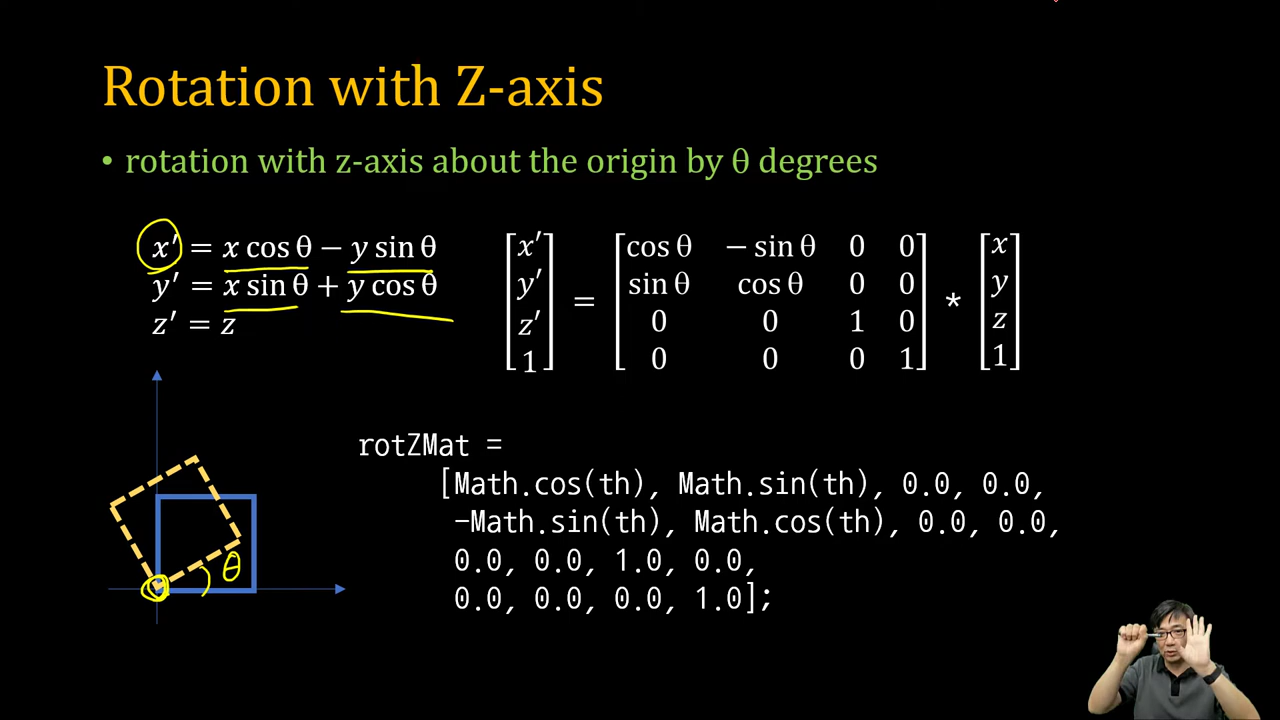 Rotation with Z-axis
• rotation with z-axis about the origin by θ degrees
x′ = x cos θ − y sin θ
y′ = x sin θ + y cos θ
z′ = z
[x′ y′ z′ 1] = [cos θ − sin θ 0 0
sin θ cos θ 0 0
0 0 1 0
0 0 0 1] * [x y z 1]
θ
rotZMat =
[Math.cos(th), Math.sin(th), 0.0, 0.0,
-Math.sin(th), Math.cos(th), 0.0, 0.0,
0.0, 0.0, 1.0, 0.0,
0.0, 0.0, 0.0, 1.0];